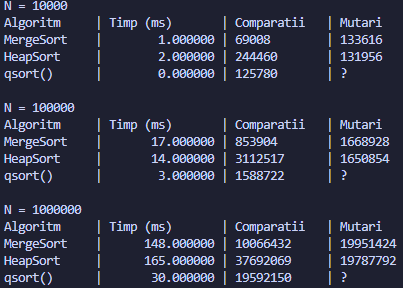 N = 10000
Algoritm | Timp (ms) | Comparatii | Mutari
MergeSort | 1.000000 | 69008 | 133616
HeapSort | 2.000000 | 244460 | 131956
qsort() | 0.000000 | 125780 | ?
N = 100000
Algoritm | Timp (ms) | Comparatii | Mutari
MergeSort | 17.000000 | 853904 | 1668928
HeapSort | 14.000000 | 3112517 | 1650854
qsort() | 3.000000 | 1588722 | ?
N = 1000000
Algoritm | Timp (ms) | Comparatii | Mutari
MergeSort | 148.000000 | 10066432 | 19951424
HeapSort | 165.000000 | 37692069 | 19787792
qsort() | 30.000000 | 19592150 | ?